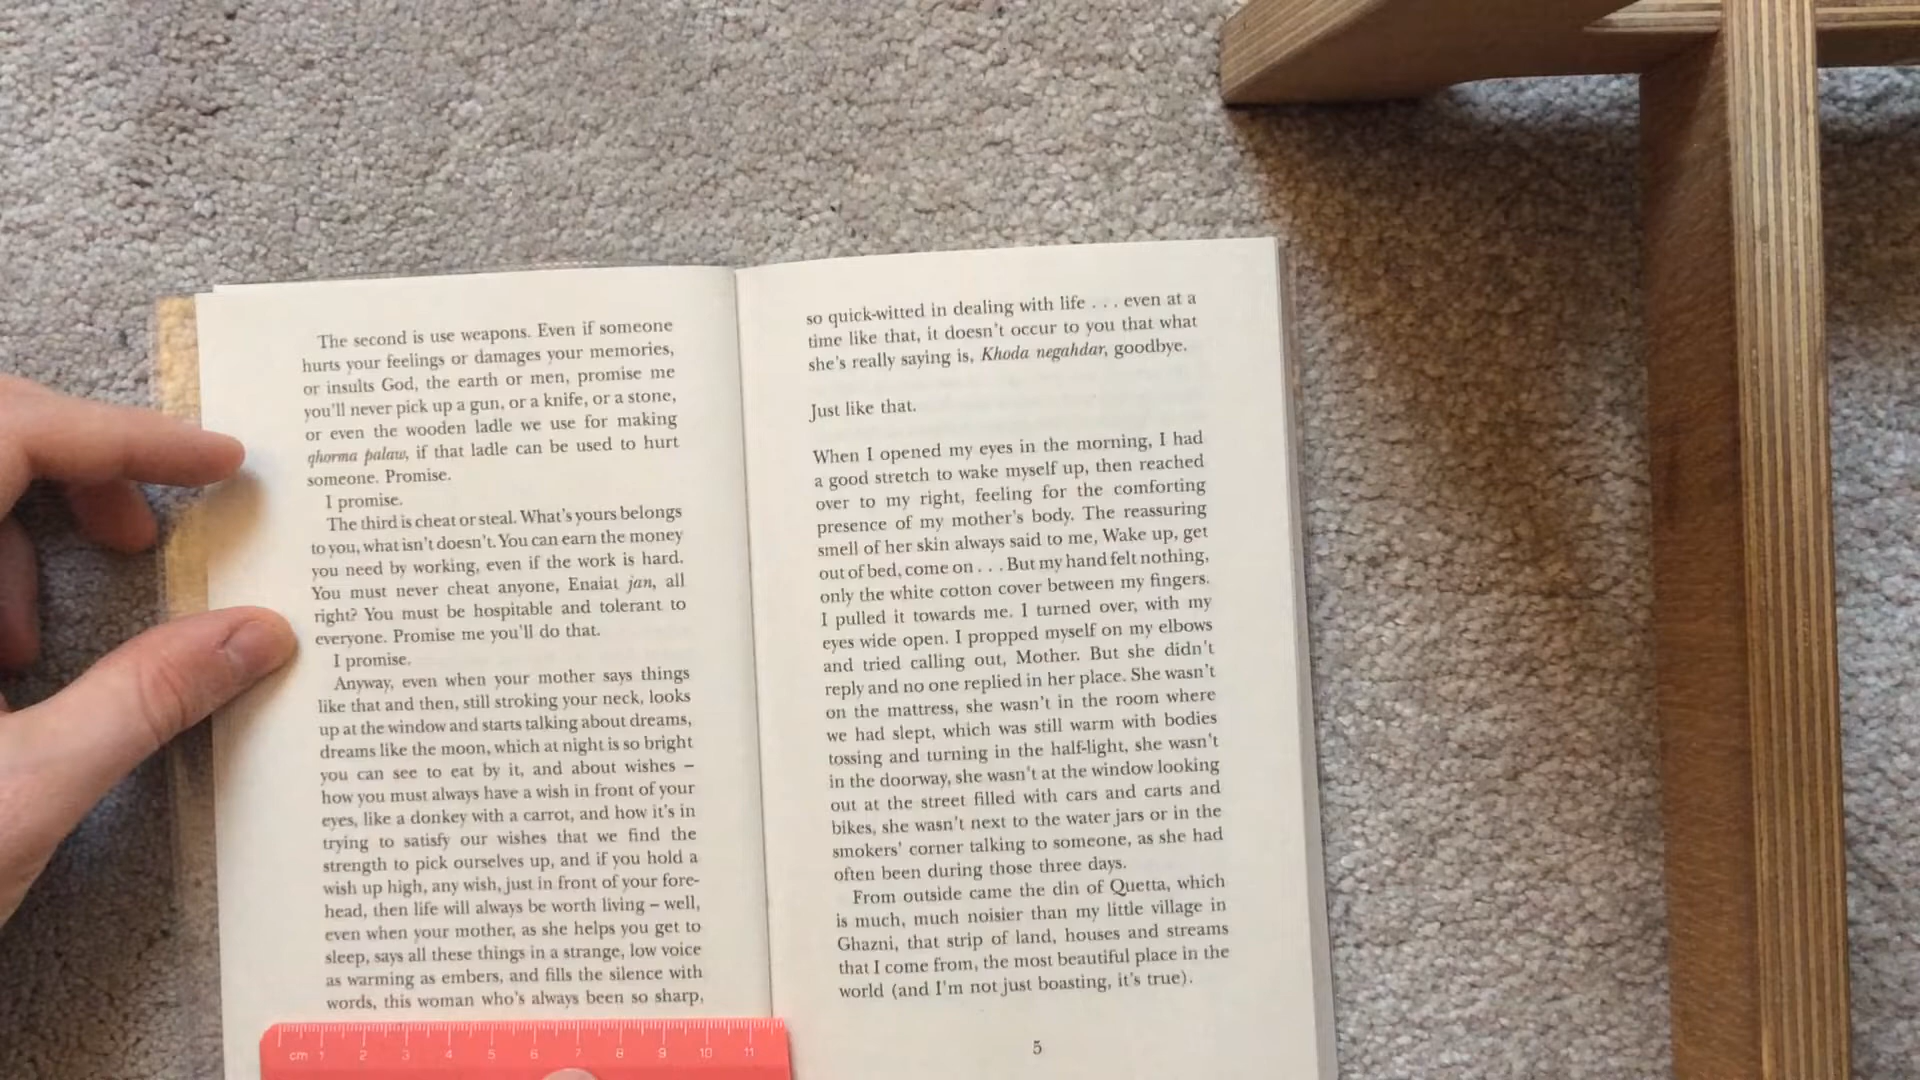 The second is use weapons. Even if someone
hurts your feelings or damages your memories,
or insults God, the earth or men, promise me
you'll never pick up a gun, or a knife, or a stone,
or even the wooden ladle we use for making
qhorma palaw, if that ladle can be used to hurt
someone. Promise.
I promise.
The third is cheat or steal. What's yours belongs
to you, what isn't doesn't. You can earn the money
you need by working, even if the work is hard.
You must never cheat anyone, Enaiat jan, all
right? You must be hospitable and tolerant to
everyone. Promise me you'll do that.
I promise.
Anyway, even when your mother says things
like that and then, still stroking your neck, looks
up at the window and starts talking about dreams,
dreams like the moon, which at night is so bright
you can see to eat by it, and about wishes –
how you must always have a wish in front of your
eyes, like a donkey with a carrot, and how it's in
trying to satisfy our wishes that we find the
strength to pick ourselves up, and if you hold a
wish up high, any wish, just in front of your fore-
head, then life will always be worth living – well,
even when your mother, as she helps you get to
sleep, says all these things in a strange, low voice
as warming as embers, and fills the silence with
words, this woman who's always been so sharp,
cm 1 2 3 4 5 6 7 8 9 10 11
so quick-witted in dealing with life . . . even at a
time like that, it doesn't occur to you that what
she's really saying is, Khoda negahdar, goodbye.
Just like that.
When I opened my eyes in the morning, I had
a good stretch to wake myself up, then reached
over to my right, feeling for the comforting
presence of my mother's body. The reassuring
smell of her skin always said to me, Wake up, get
out of bed, come on . . . But my hand felt nothing,
only the white cotton cover between my fingers.
I pulled it towards me. I turned over, with my
eyes wide open. I propped myself on my elbows
and tried calling out, Mother. But she didn't
reply and no one replied in her place. She wasn't
on the mattress, she wasn't in the room where
we had slept, which was still warm with bodies
tossing and turning in the half-light, she wasn't
in the doorway, she wasn't at the window looking
out at the street filled with cars and carts and
bikes, she wasn't next to the water jars or in the
smokers' corner talking to someone, as she had
often been during those three days.
From outside came the din of Quetta, which
is much, much noisier than my little village in
Ghazni, that strip of land, houses and streams
that I come from, the most beautiful place in the
world (and I'm not just boasting, it's true).
5